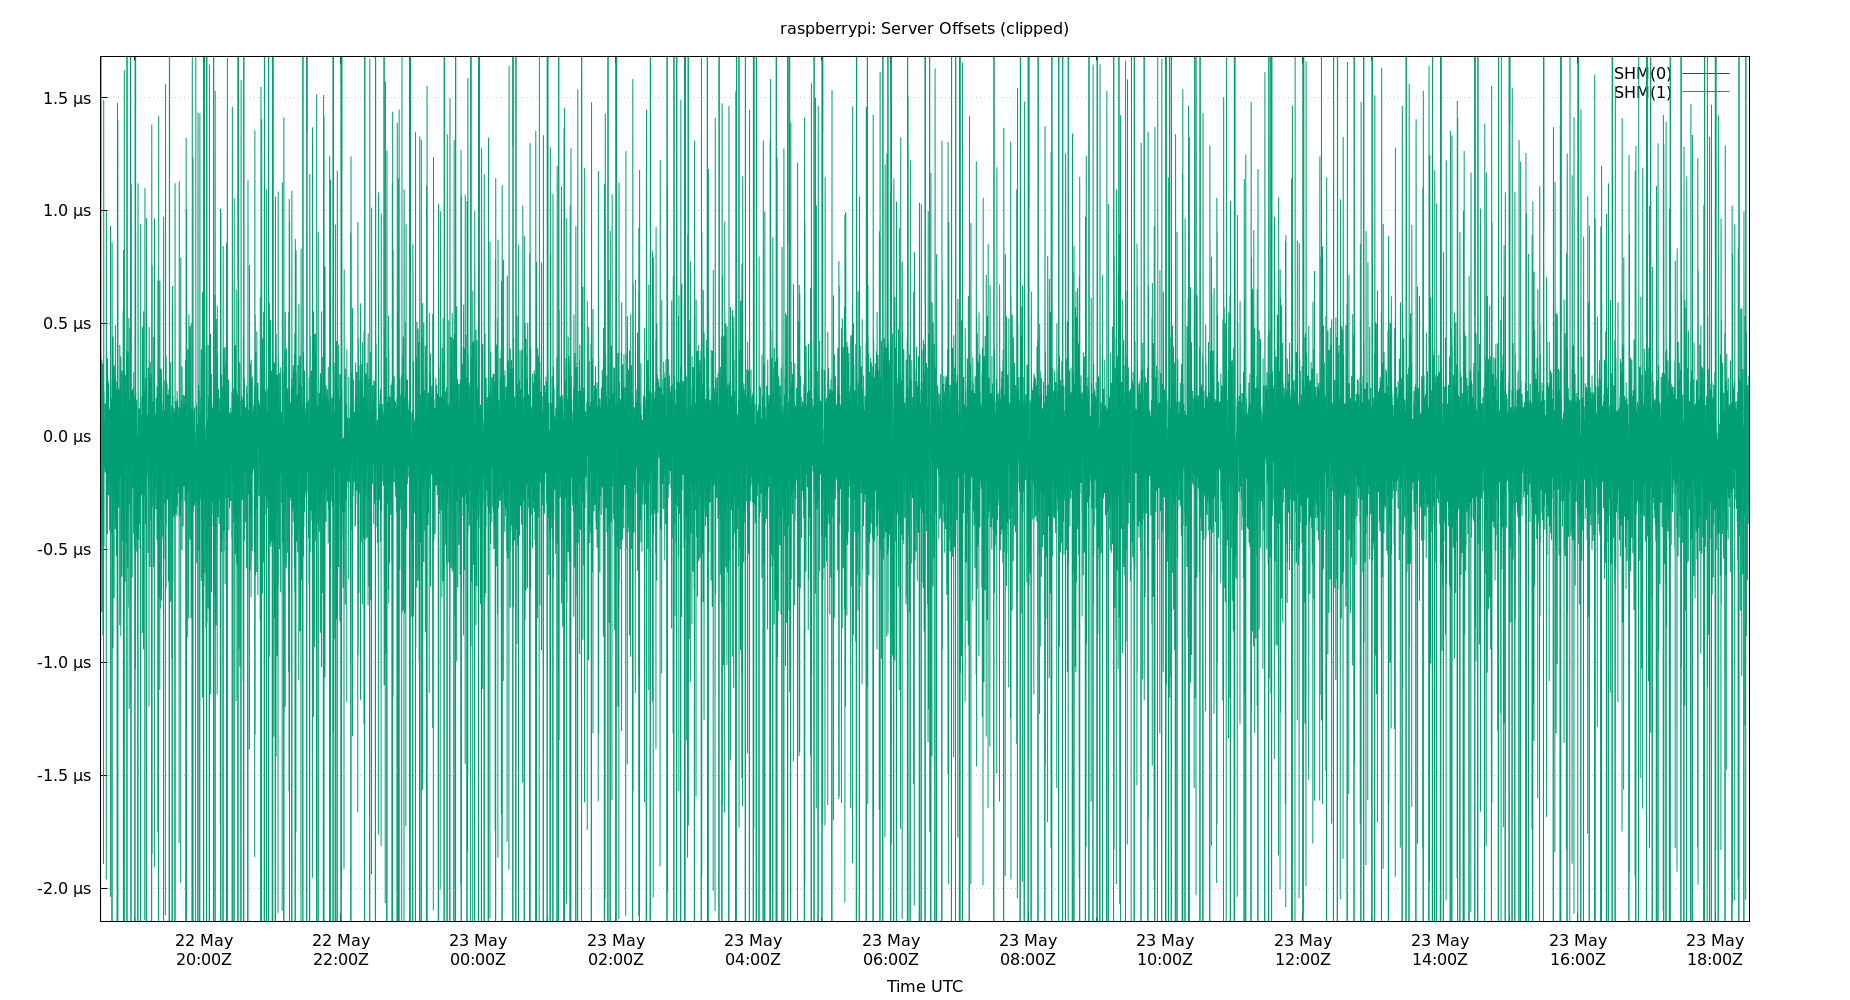 raspberrypi: Server Offsets (clipped)
SHM(0)
SHM(1)
1.5 µs
1.0 µs
0.5 µs
0.0 µs
-0.5 µs
-1.0 µs
-1.5 µs
-2.0 µs
22 May 22 May 23 May 23 May 23 May 23 May 23 May 23 May 23 May 23 May 23 May 23 May
20:00Z 22:00Z 00:00Z 02:00Z 04:00Z 06:00Z 08:00Z 10:00Z 12:00Z 14:00Z 16:00Z 18:00Z
Time UTC